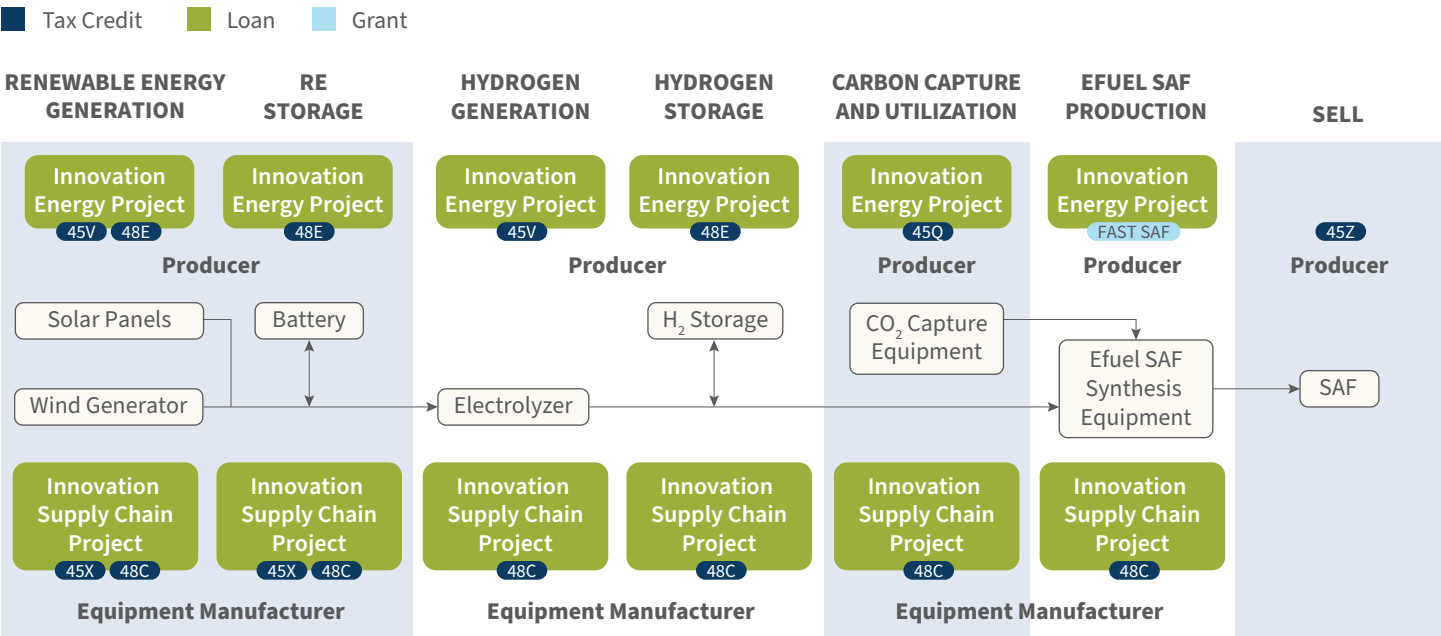 Tax Credit
Loan
Grant
RENEWABLE ENERGY
GENERATION
RE
STORAGE
HYDROGEN
GENERATION
HYDROGEN
STORAGE
CARBON CAPTURE
AND UTILIZATION
EFUEL SAF
PRODUCTION
SELL
Innovation
Energy Project
45V 48E
Innovation
Energy Project
48E
Innovation
Energy Project
45V
Innovation
Energy Project
48E
Innovation
Energy Project
45Q
Innovation
Energy Project
FAST SAF
45Z
Producer
Producer
Producer
Producer
Producer
Solar Panels
Battery
H₂ Storage
CO₂ Capture
Equipment
Wind Generator
Electrolyzer
Efuel SAF
Synthesis
Equipment
SAF
Innovation
Supply Chain
Project
45X 48C
Innovation
Supply Chain
Project
45X 48C
Innovation
Supply Chain
Project
48C
Innovation
Supply Chain
Project
48C
Innovation
Supply Chain
Project
48C
Innovation
Supply Chain
Project
48C
Equipment Manufacturer
Equipment Manufacturer
Equipment Manufacturer